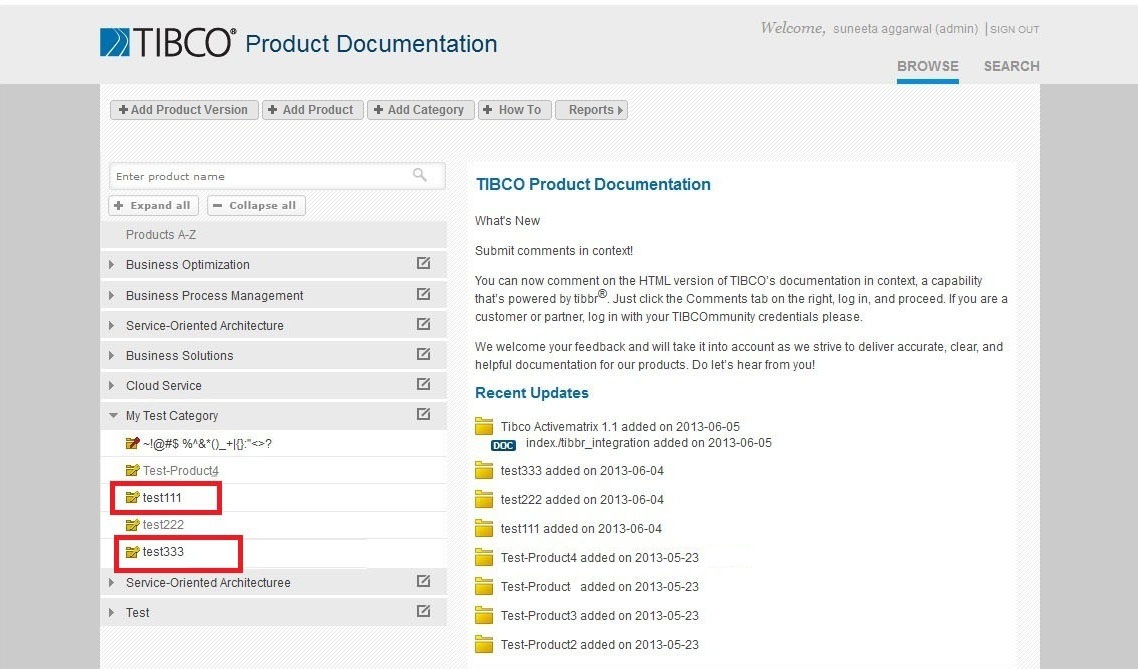 TIBCO® Product Documentation
Welcome, suneeta aggarwal (admin) | SIGN OUT
BROWSE SEARCH
Add Product Version Add Product Add Category How To Reports
Enter product name
Expand all Collapse all
Products A-Z
Business Optimization
Business Process Management
Service-Oriented Architecture
Business Solutions
Cloud Service
My Test Category
~!@#$ %^&*()_+|{}:"<>?
Test-Product4
test111
test222
test333
Service-Oriented Architecturee
Test
TIBCO Product Documentation
What's New
Submit comments in context!
You can now comment on the HTML version of TIBCO's documentation in context, a capability
that's powered by tibbr®. Just click the Comments tab on the right, log in, and proceed. If you are a
customer or partner, log in with your TIBCOmmunity credentials please.
We welcome your feedback and will take it into account as we strive to deliver accurate, clear, and
helpful documentation for our products. Do let's hear from you!
Recent Updates
Tibco Activematrix 1.1 added on 2013-06-05
DOC index./tibbr_integration added on 2013-06-05
test333 added on 2013-06-04
test222 added on 2013-06-04
test111 added on 2013-06-04
Test-Product4 added on 2013-05-23
Test-Product added on 2013-05-23
Test-Product3 added on 2013-05-23
Test-Product2 added on 2013-05-23